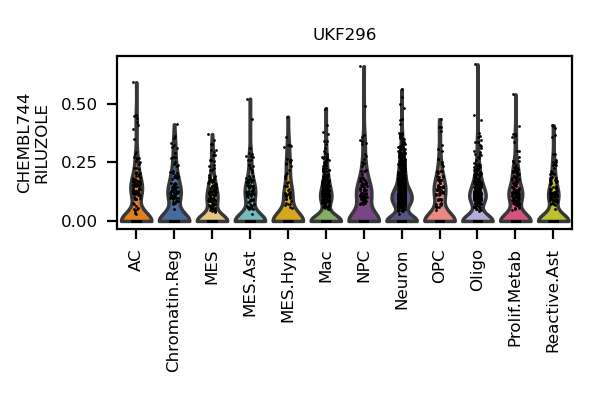 UKF296
CHEMBL744
RILUZOLE
0.50
0.25
0.00
AC
Chromatin.Reg
MES
MES.Ast
MES.Hyp
Mac
NPC
Neuron
OPC
Oligo
Prolif.Metab
Reactive.Ast